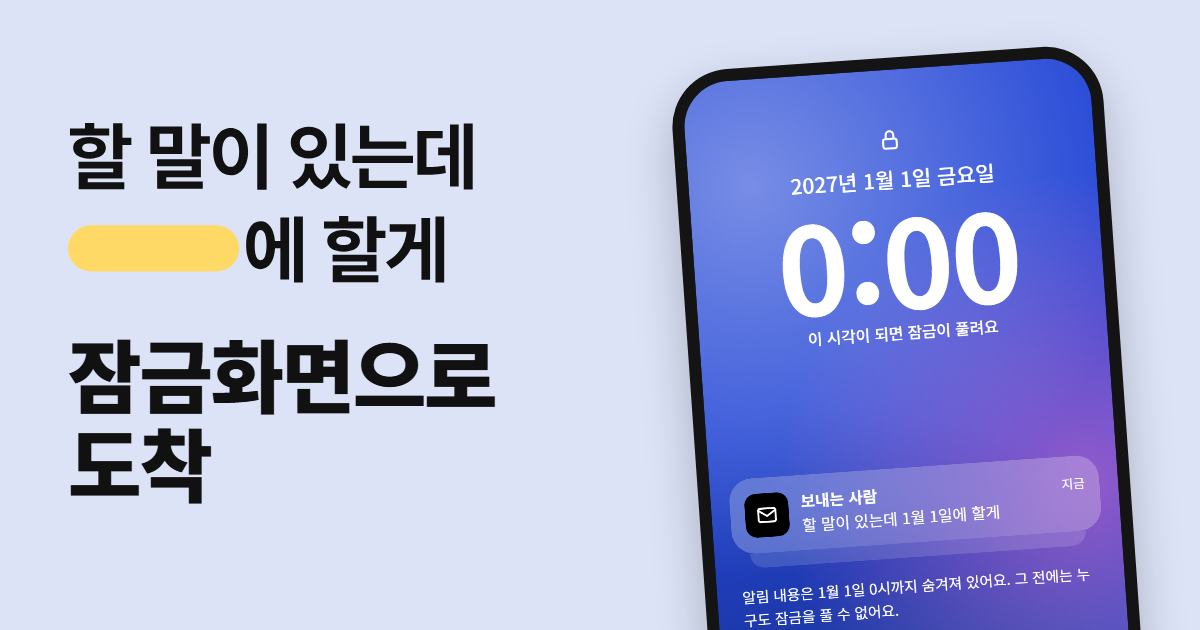 할 말이 있는데
에 할게
잠금화면으로
도착
2027년 1월 1일 금요일
0:00
이 시각이 되면 잠금이 풀려요
보내는 사람
지금
할 말이 있는데 1월 1일에 할게
알림 내용은 1월 1일 0시까지 숨겨져 있어요. 그 전에는 누
구도 잠금을 풀 수 없어요.